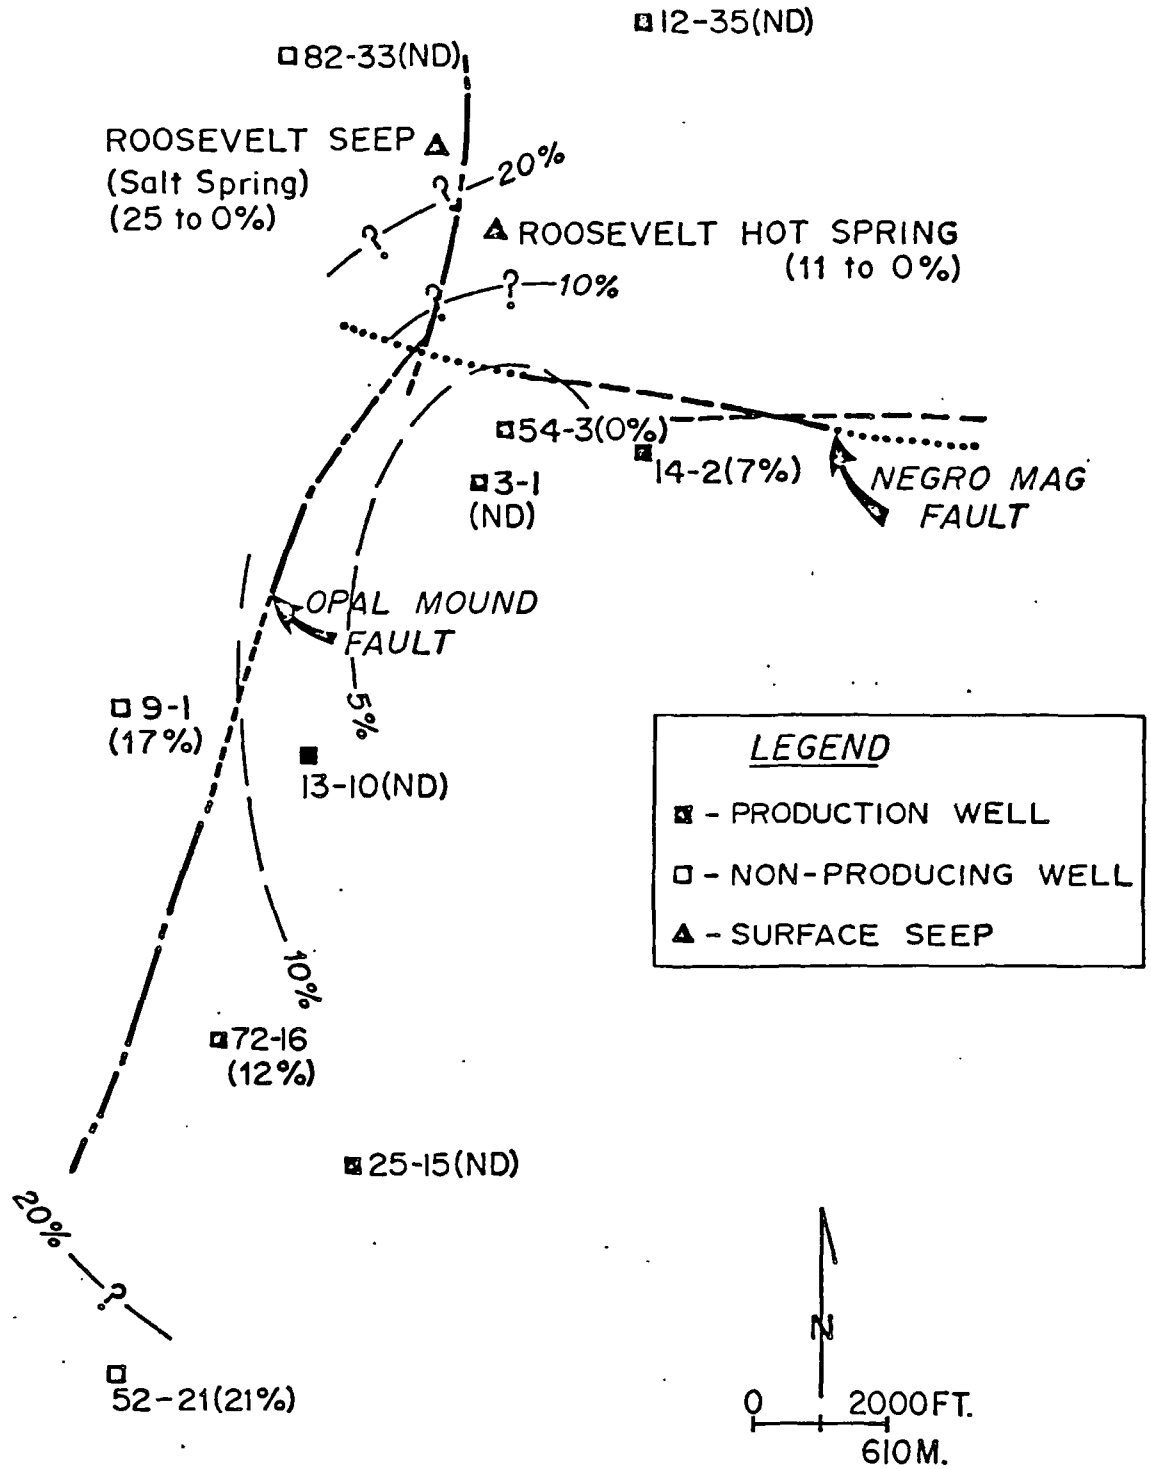 12-35(ND)
82-33(ND)
ROOSEVELT SEEP
(Salt Spring)
(25 to 0%)
20%
?
?
ROOSEVELT HOT SPRING
(11 to 0%)
?
?
10%
54-3(0%)
14-2(7%)
3-1
(ND)
NEGRO MAG
FAULT
OPAL MOUND
FAULT
5%
9-1
(17%)
13-10(ND)
LEGEND
- PRODUCTION WELL
- NON-PRODUCING WELL
- SURFACE SEEP
10%
72-16
(12%)
25-15(ND)
20%
?
52-21(21%)
N
0 2000FT.
610M.